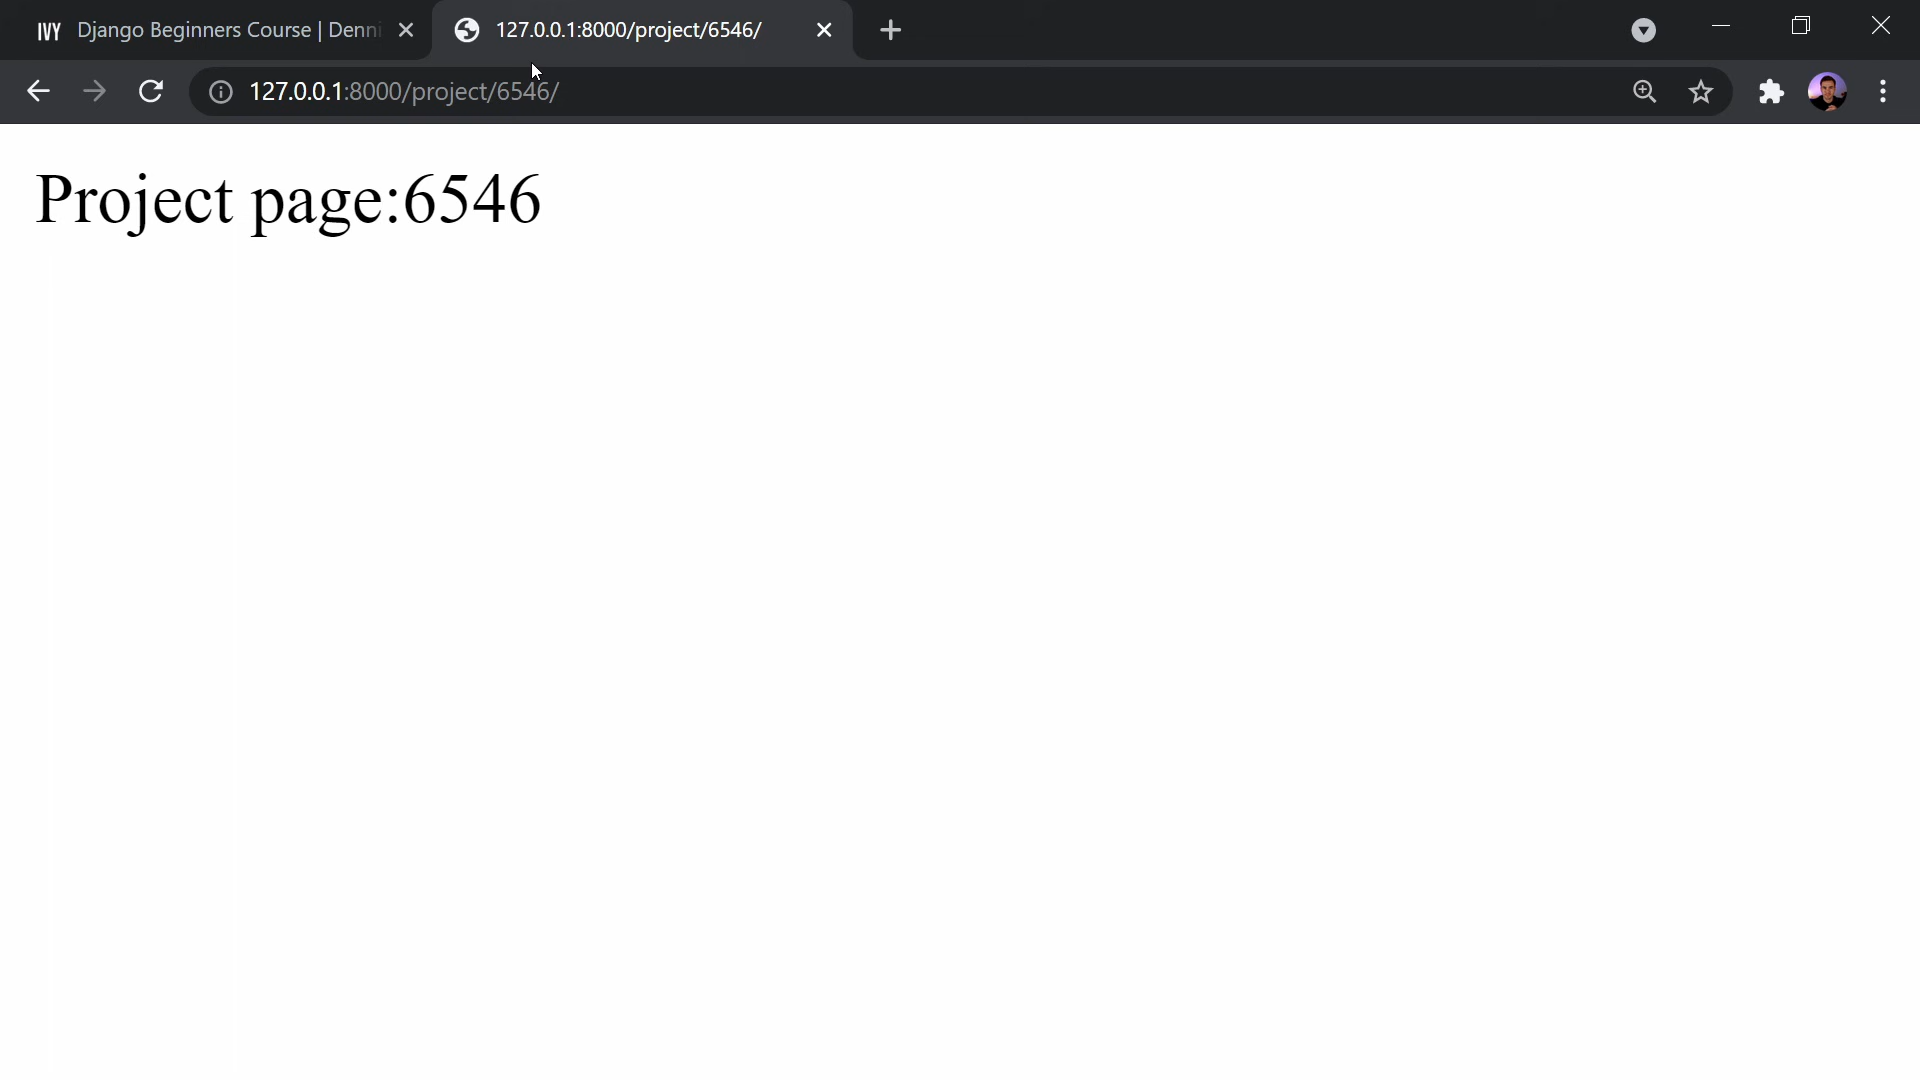 IVY Django Beginners Course | Denni
127.0.0.1:8000/project/6546/
127.0.0.1:8000/project/6546/
Project page:6546